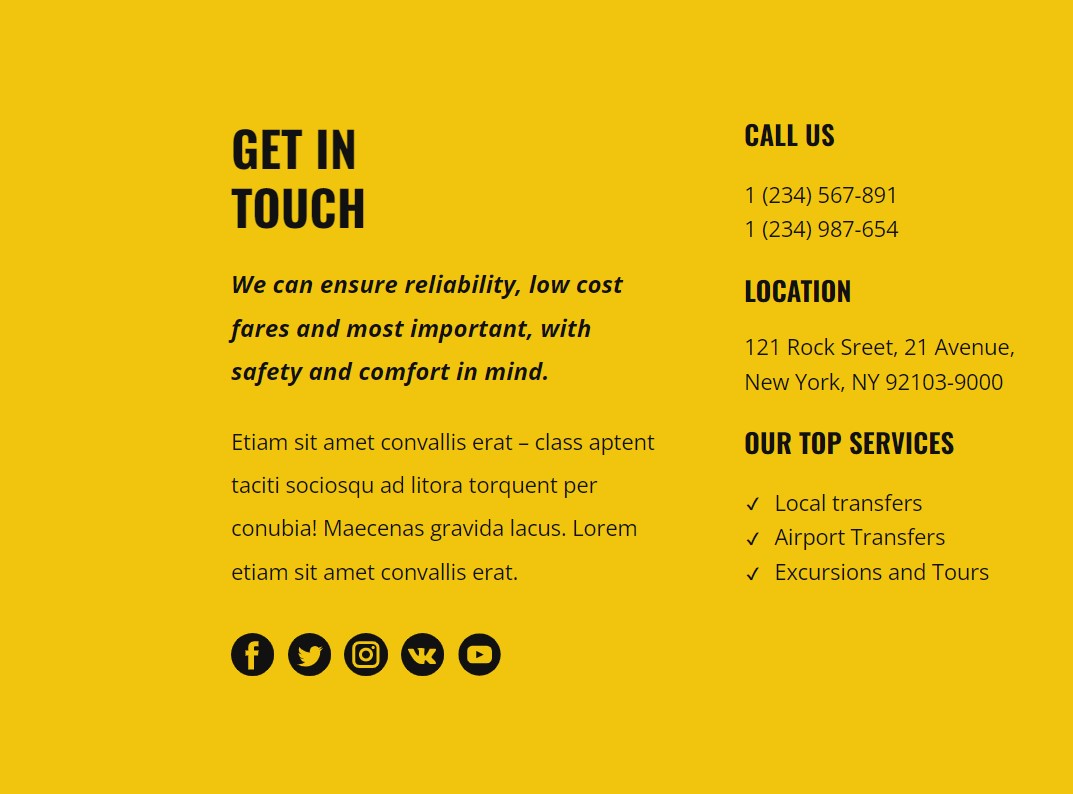 GET IN
TOUCH
We can ensure reliability, low cost
fares and most important, with
safety and comfort in mind.
Etiam sit amet convallis erat – class aptent
taciti sociosqu ad litora torquent per
conubia! Maecenas gravida lacus. Lorem
etiam sit amet convallis erat.
CALL US
1 (234) 567-891
1 (234) 987-654
LOCATION
121 Rock Sreet, 21 Avenue,
New York, NY 92103-9000
OUR TOP SERVICES
✓ Local transfers
✓ Airport Transfers
✓ Excursions and Tours